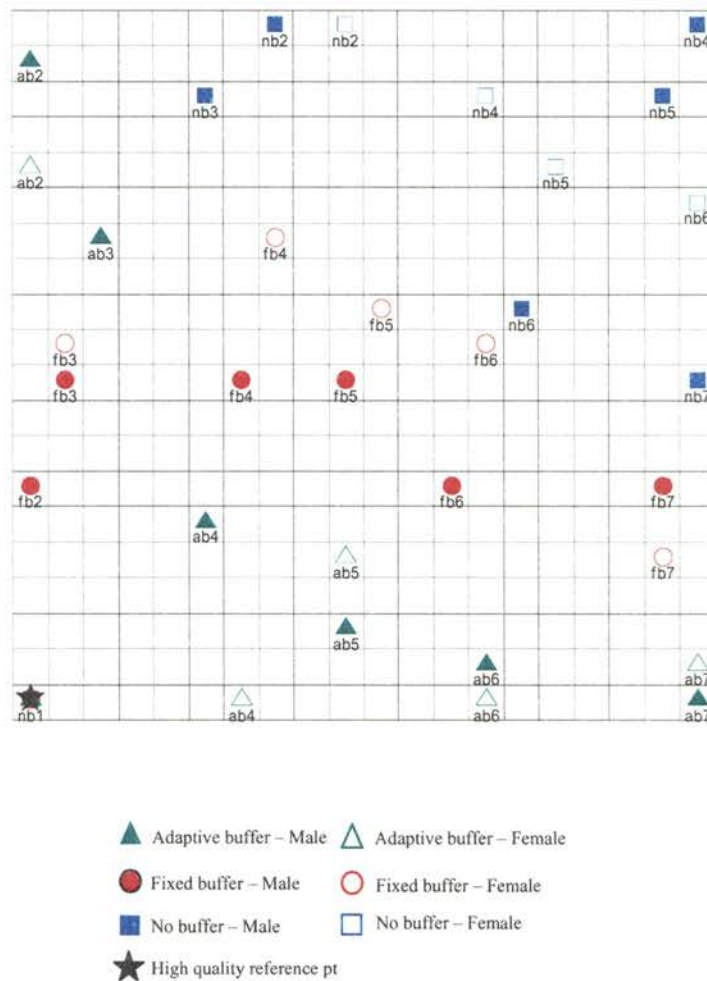 nb2 nb2 nb4
ab2
nb3 nb4 nb5
ab2 nb5
nb6
ab3 fb4
fb5 nb6
fb3 fb6
fb3 fb4 fb5 nb7
fb2 fb6 fb7
ab4
ab5 fb7
ab5
ab6 ab7
nb1 ab4 ab6 ab7
Adaptive buffer – Male Adaptive buffer – Female
Fixed buffer – Male Fixed buffer – Female
No buffer – Male No buffer – Female
High quality reference pt